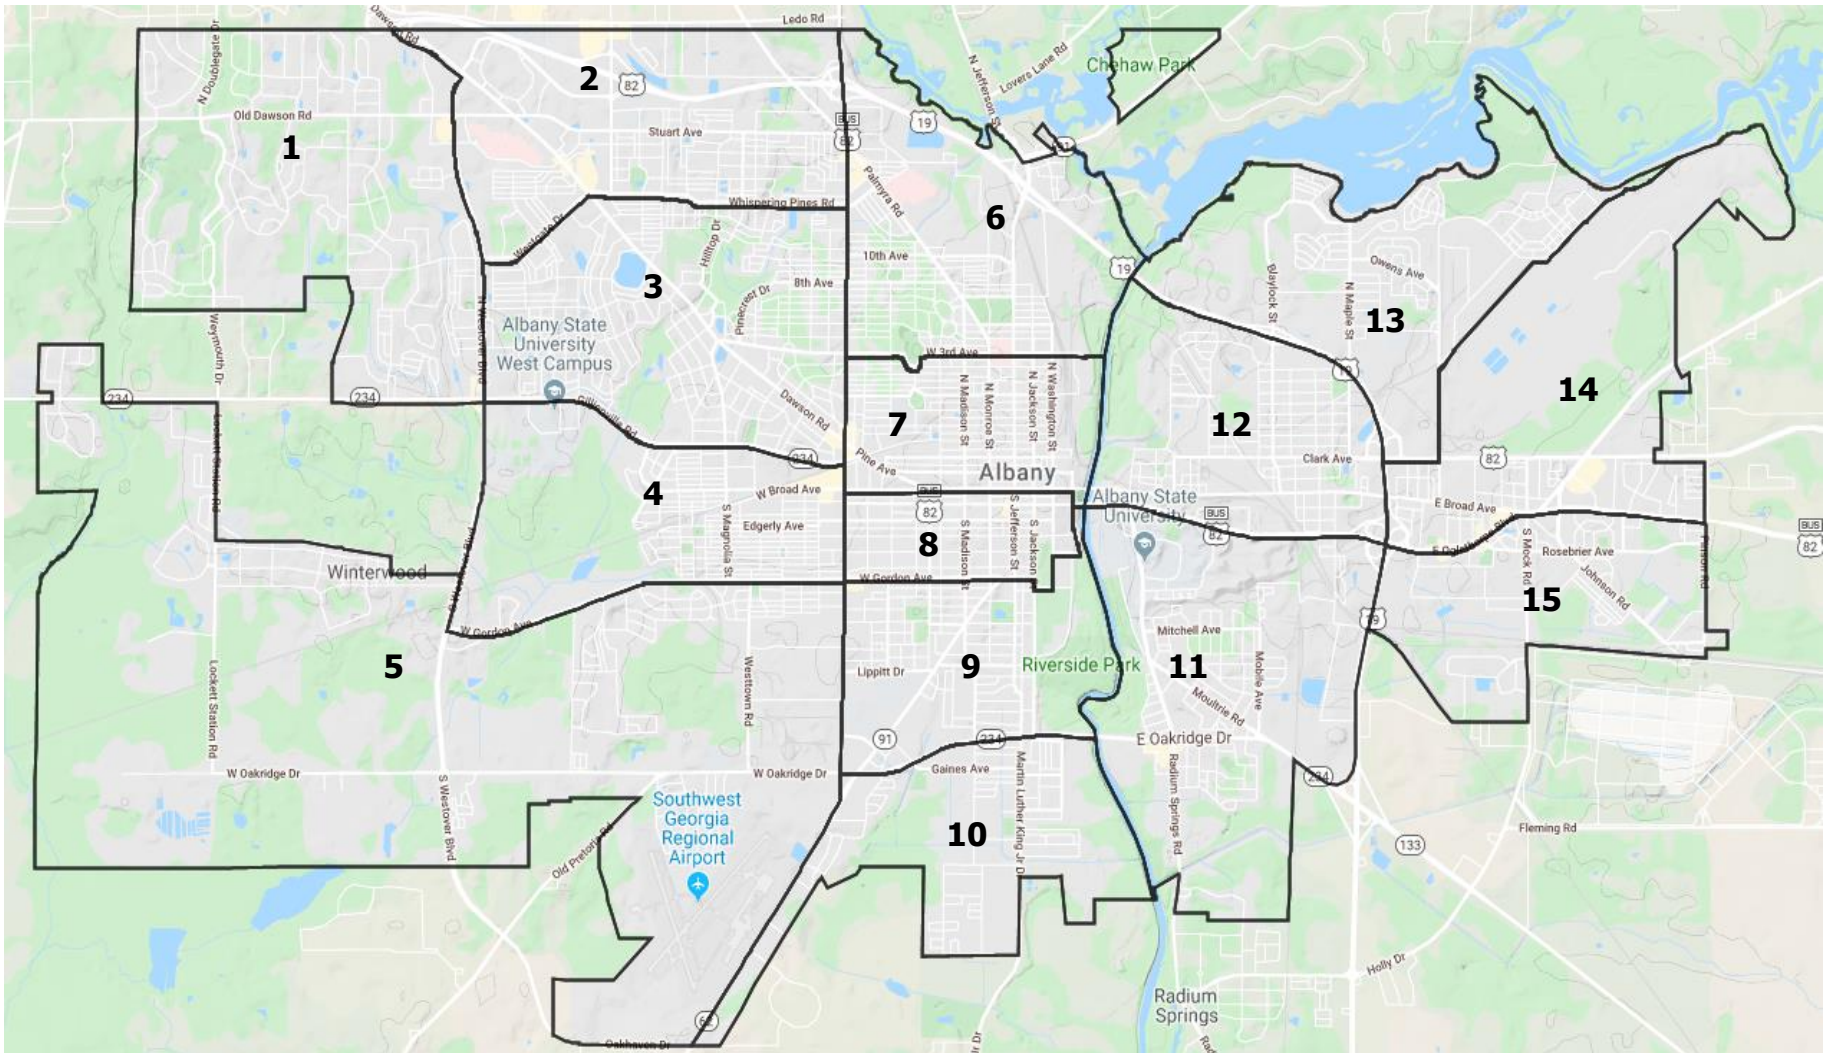 Ledo Rd
Dawson Rd
N Doublegate Dr
2
82
N Jefferson St
Lovers Lane Rd
Chehaw Park
Old Dawson Rd
1
Stuart Ave
BUS
82
19
91
Palmyra Rd
Whispering Pines Rd
Westgate Dr
Hilltop Dr
6
10th Ave
8th Ave
3
Pinecrest Dr
19
Blaylock St
Owens Ave
N Maple St
13
N Westover Blvd
Weymouth Dr
Albany State
University
West Campus
W 3rd Ave
19
234
234
Gillionville Rd
Dawson Rd
N Madison St
N Monroe St
N Jackson St
N Washington St
14
7
12
Lockett Station Rd
234
Pine Ave
Albany
Clark Ave
82
4
W Broad Ave
BUS
82
Albany State
University
BUS
82
E Broad Ave
S Magnolia St
Edgerly Ave
S Madison St
S Jefferson St
S Jackson
8
E Oglethorpe Blvd
S Mock Rd
Rosebrier Ave
BUS
82
Johnson Rd
Pinson Rd
Winterwood
S Westover Blvd
W Gordon Ave
15
W Gordon Ave
19
Mitchell Ave
5
Lippitt Dr
9
Riverside Park
11
Mobile Ave
Moultrie Rd
Lockett Station Rd
Westtown Rd
91
234
E Oakridge Dr
W Oakridge Dr
W Oakridge Dr
Gaines Ave
Martin Luther King Jr Dr
Radium Springs Rd
234
S Westover Blvd
Southwest
Georgia
Regional
Airport
Old Pretoria Rd
10
133
Fleming Rd
Holly Dr
Radium
Springs
62
Oakhaven Dr